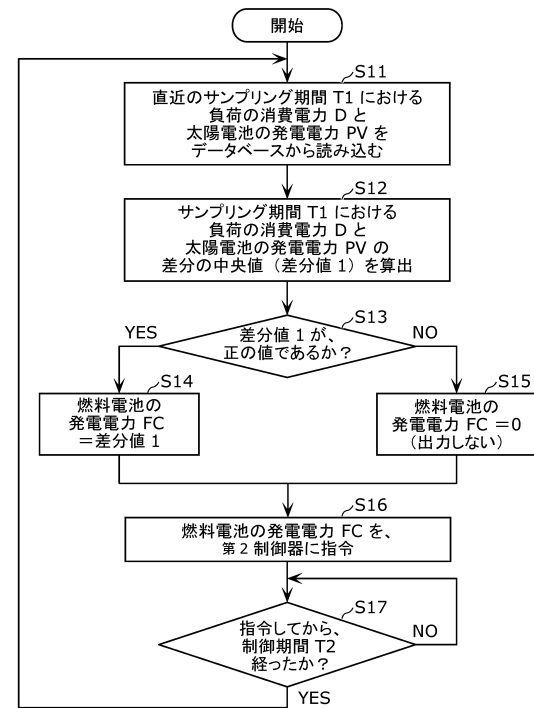 開始
S11
直近のサンプリング期間 T1 における
負荷の消費電力 D と
太陽電池の発電電力 PV を
データベースから読み込む
S12
サンプリング期間 T1 における
負荷の消費電力 D と
太陽電池の発電電力 PV の
差分の中央値（差分値 1）を算出
S13
YES
差分値 1 が、
正の値であるか？
NO
S14
燃料電池の
発電電力 FC
＝差分値 1
S15
燃料電池の
発電電力 FC ＝0
（出力しない）
S16
燃料電池の発電電力 FC を、
第２制御器に指令
S17
指令してから、
制御期間 T2
経ったか？
NO
YES